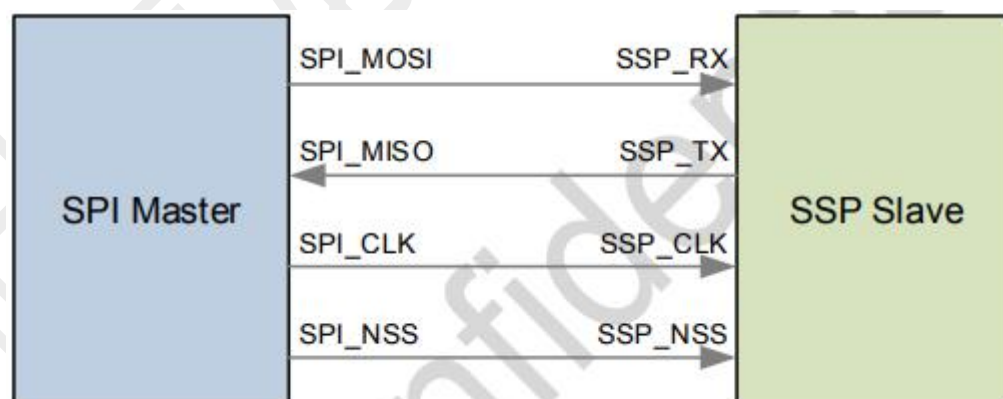 SPI_MOSI SSP_RX
SPI_MISO SSP_TX
SPI Master SSP Slave
SPI_CLK SSP_CLK
SPI_NSS SSP_NSS